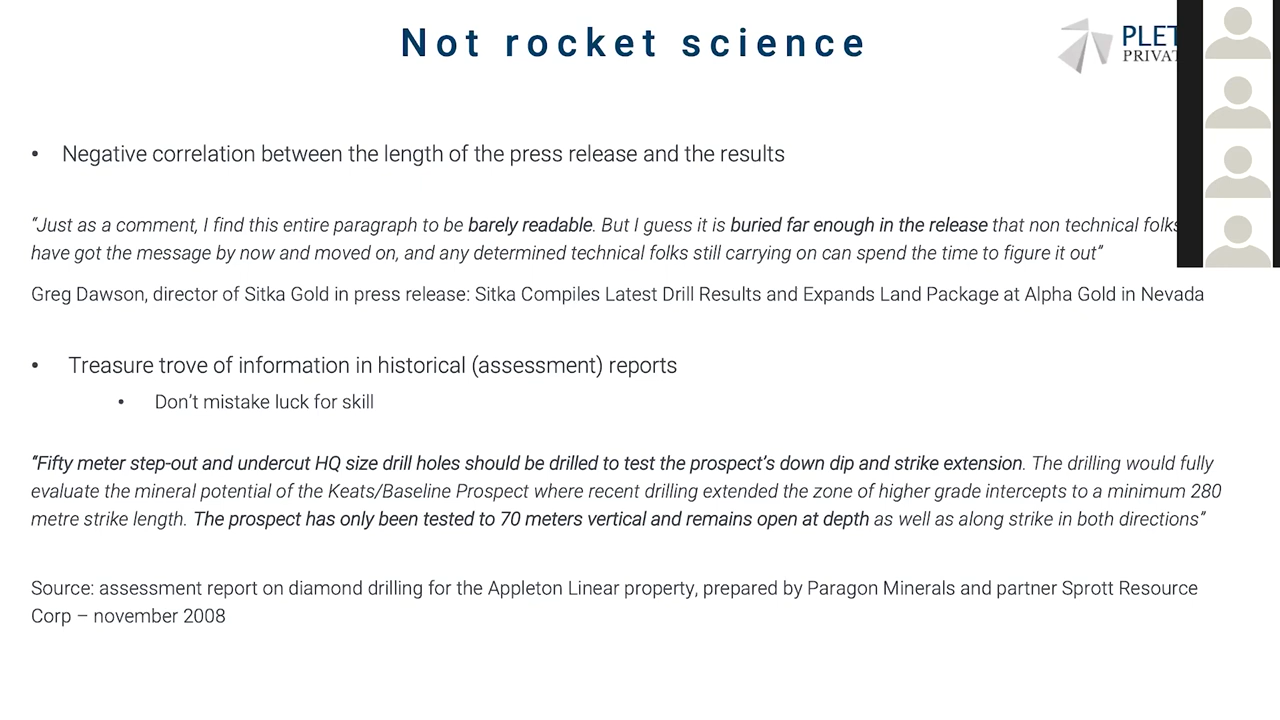 Not rocket science
PLET
PRIVAT
• Negative correlation between the length of the press release and the results
“Just as a comment, I find this entire paragraph to be barely readable. But I guess it is buried far enough in the release that non technical folks
have got the message by now and moved on, and any determined technical folks still carrying on can spend the time to figure it out”
Greg Dawson, director of Sitka Gold in press release: Sitka Compiles Latest Drill Results and Expands Land Package at Alpha Gold in Nevada
• Treasure trove of information in historical (assessment) reports
• Don’t mistake luck for skill
“Fifty meter step-out and undercut HQ size drill holes should be drilled to test the prospect’s down dip and strike extension. The drilling would fully
evaluate the mineral potential of the Keats/Baseline Prospect where recent drilling extended the zone of higher grade intercepts to a minimum 280
metre strike length. The prospect has only been tested to 70 meters vertical and remains open at depth as well as along strike in both directions”
Source: assessment report on diamond drilling for the Appleton Linear property, prepared by Paragon Minerals and partner Sprott Resource
Corp – november 2008